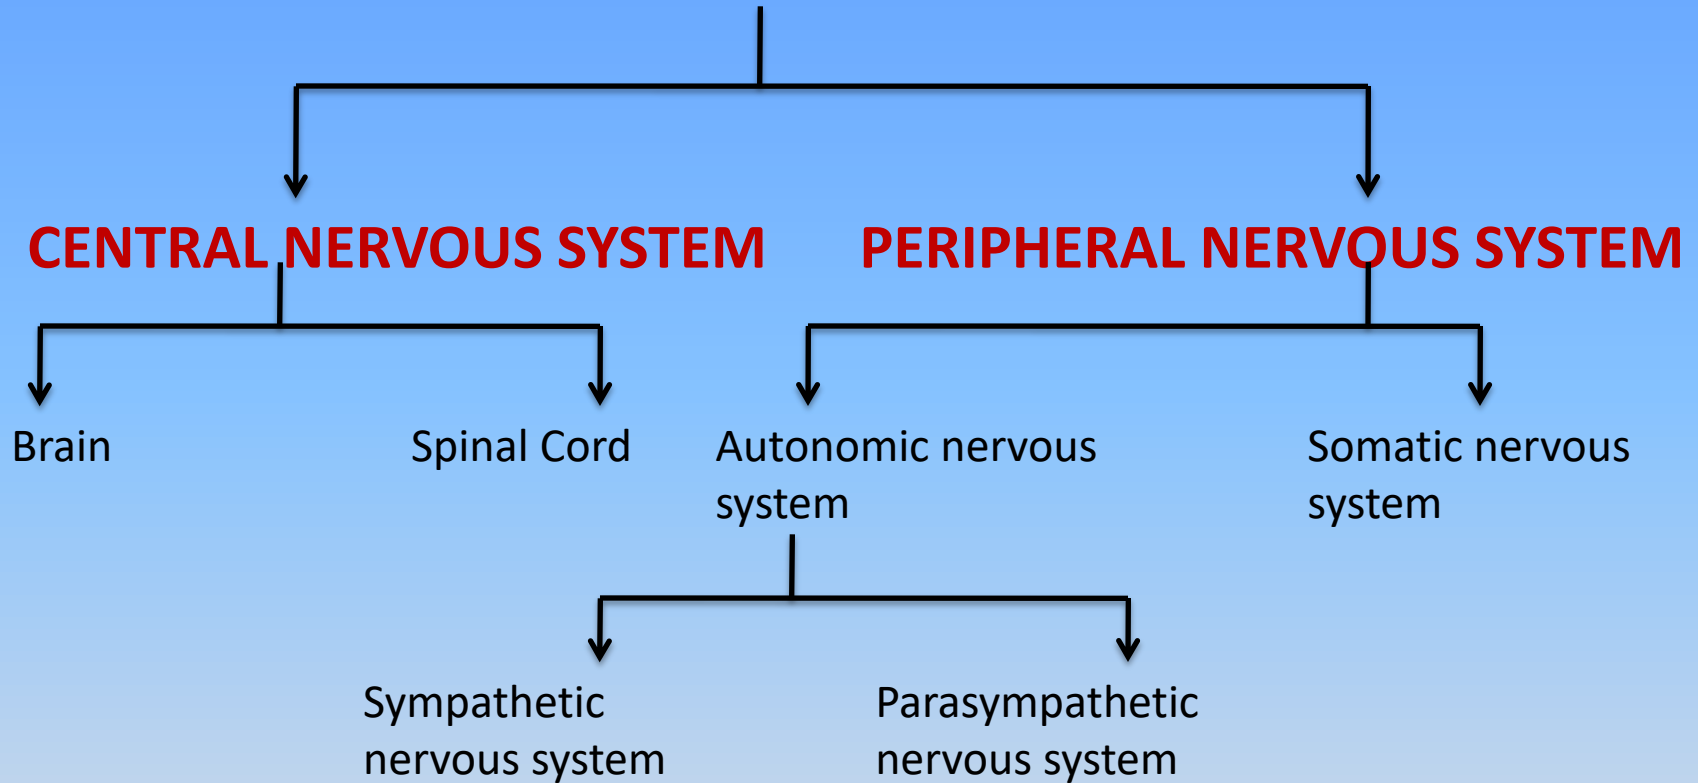 CENTRAL NERVOUS SYSTEM
PERIPHERAL NERVOUS SYSTEM
Brain
Spinal Cord
Autonomic nervous
system
Somatic nervous
system
Sympathetic
nervous system
Parasympathetic
nervous system